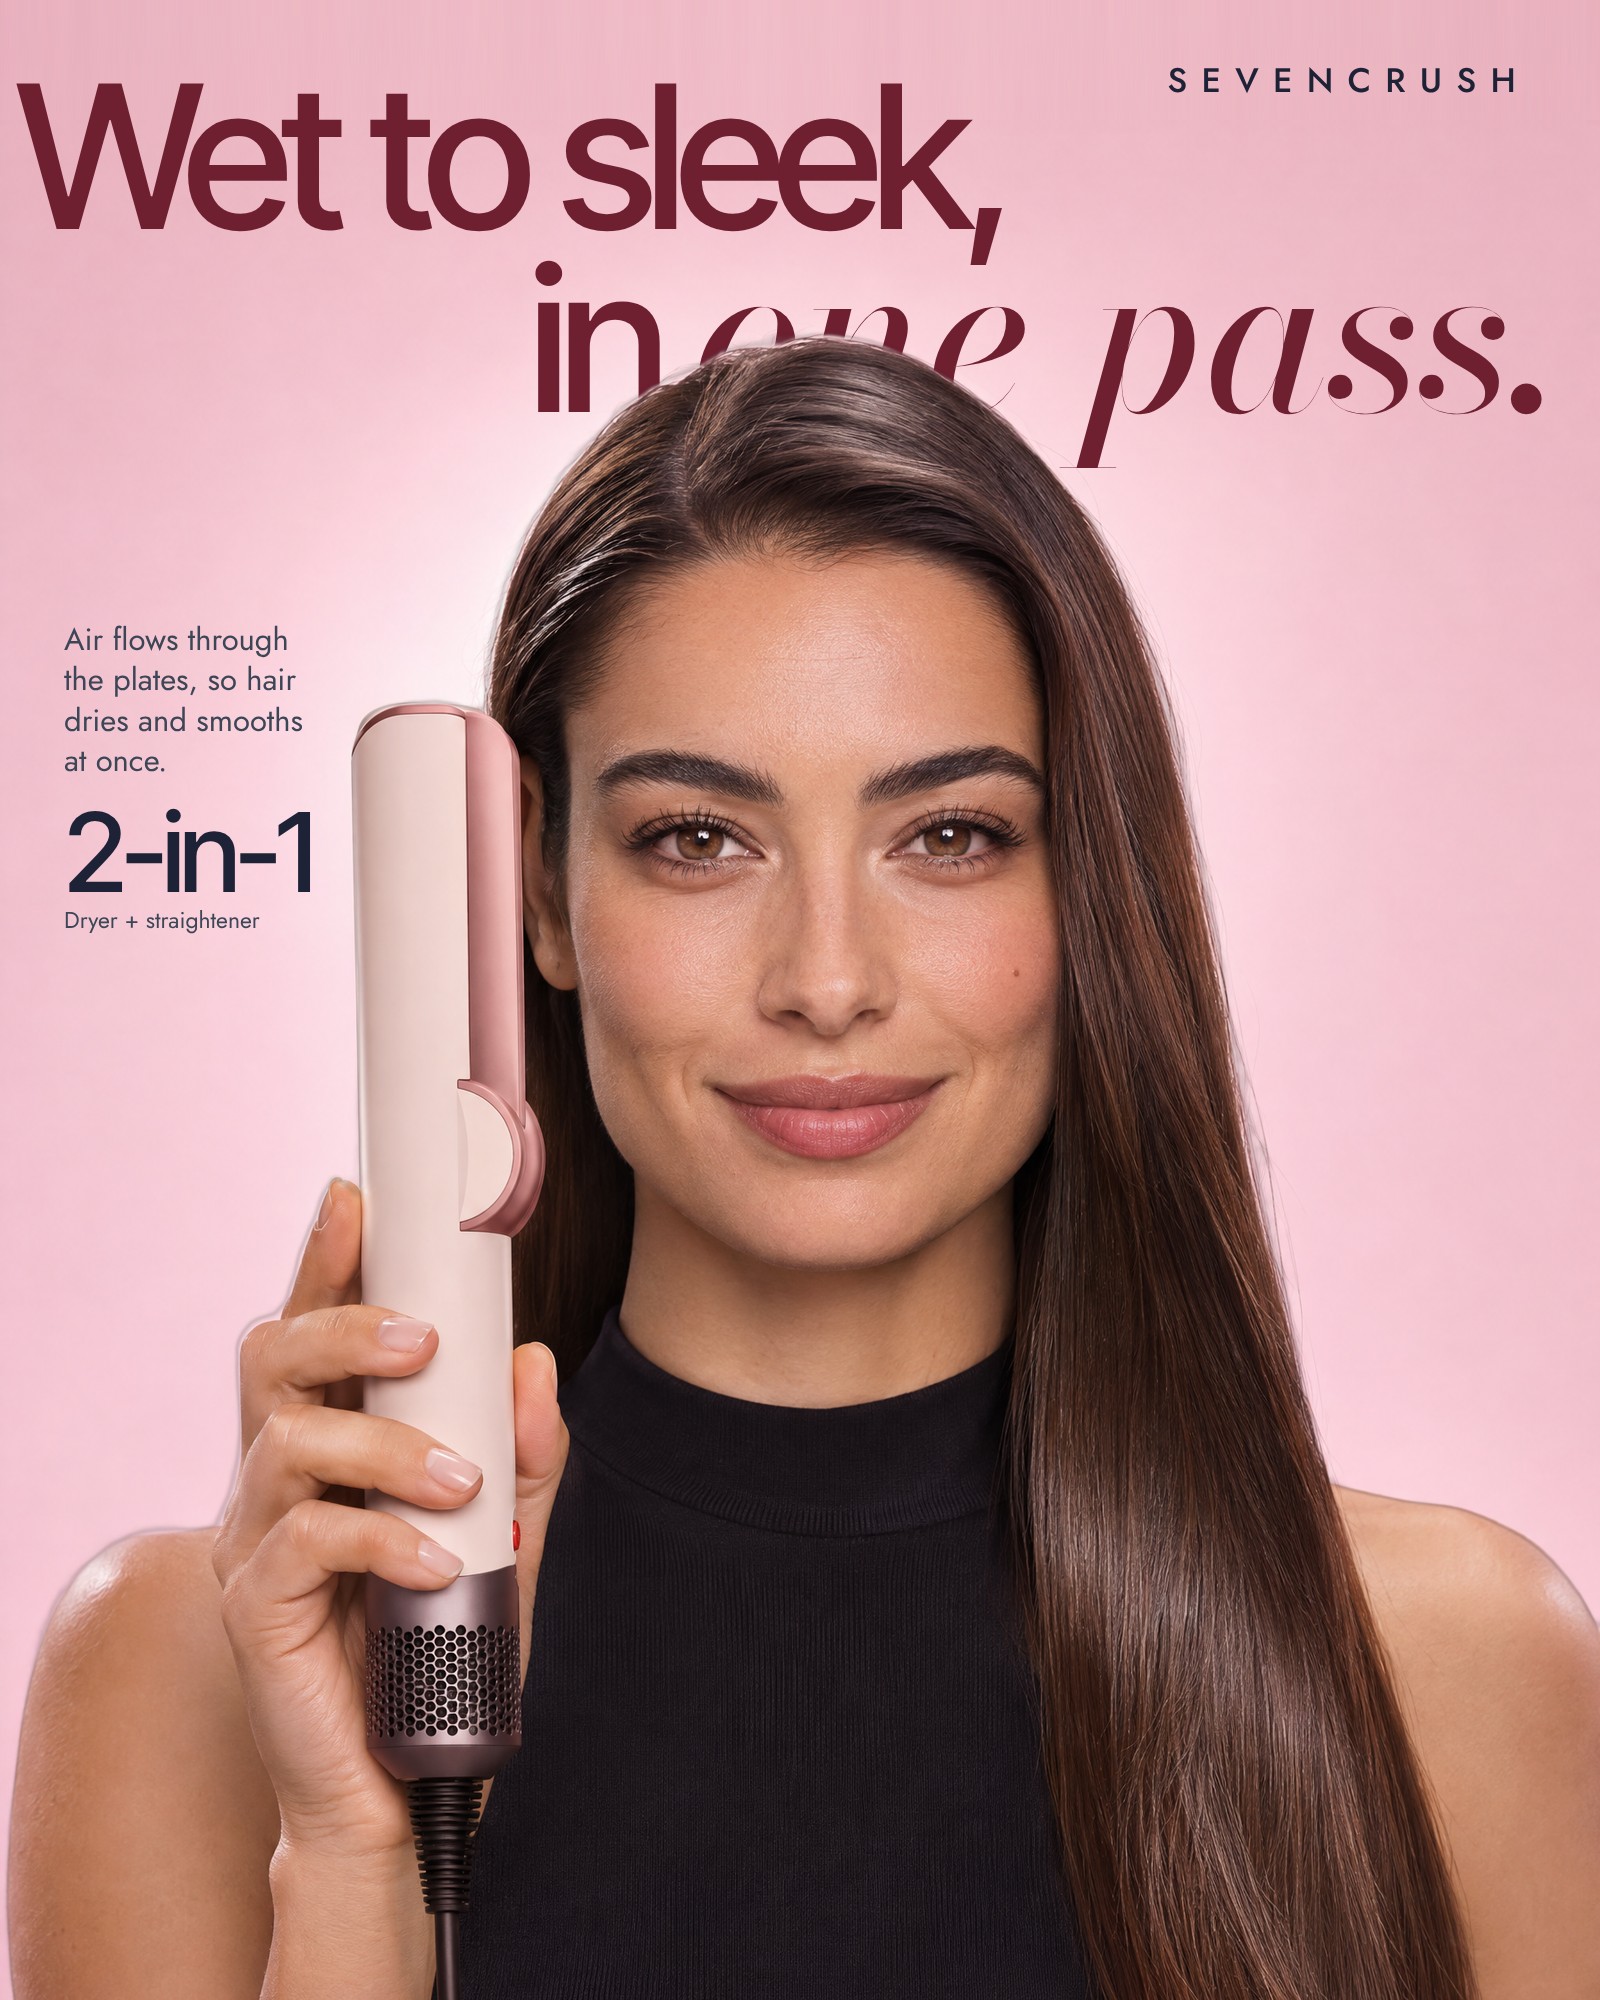 SEVENCRUSH
Wet to sleek,
in one pass.
Air flows through
the plates, so hair
dries and smooths
at once.
2-in-1
Dryer + straightener